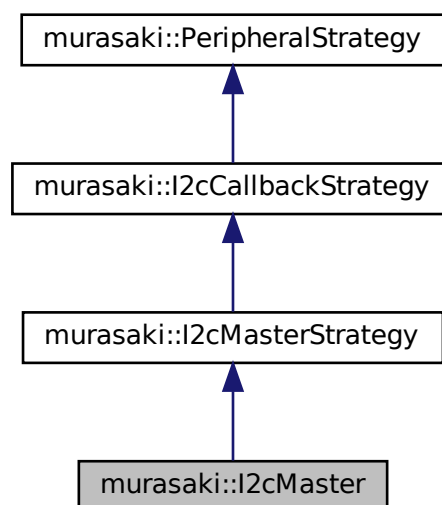 murasaki::PeripheralStrategy
murasaki::I2cCallbackStrategy
murasaki::I2cMasterStrategy
murasaki::I2cMaster